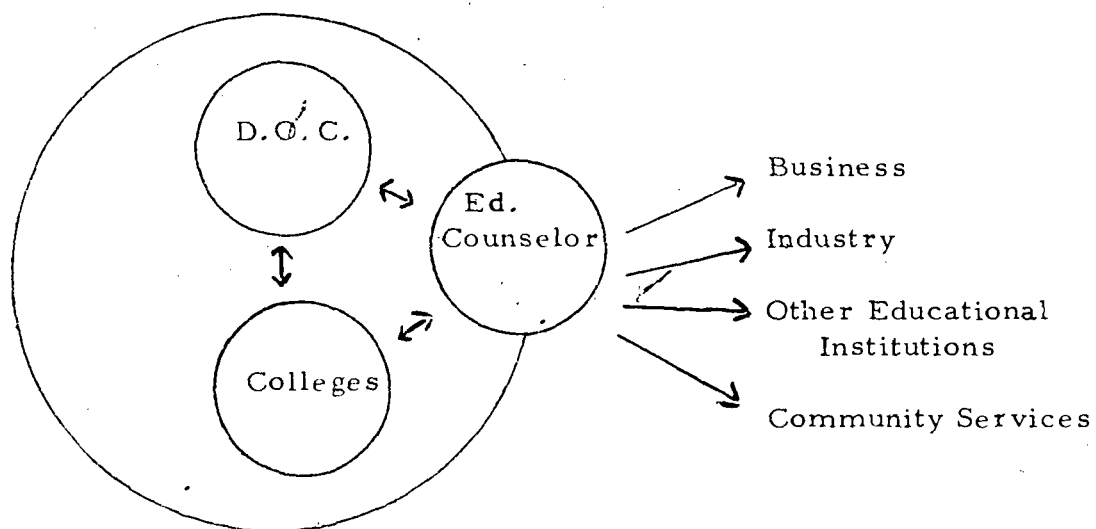 D.O.C.
Ed.
Counselor
Colleges
Business
Industry
Other Educational
Institutions
Community Services